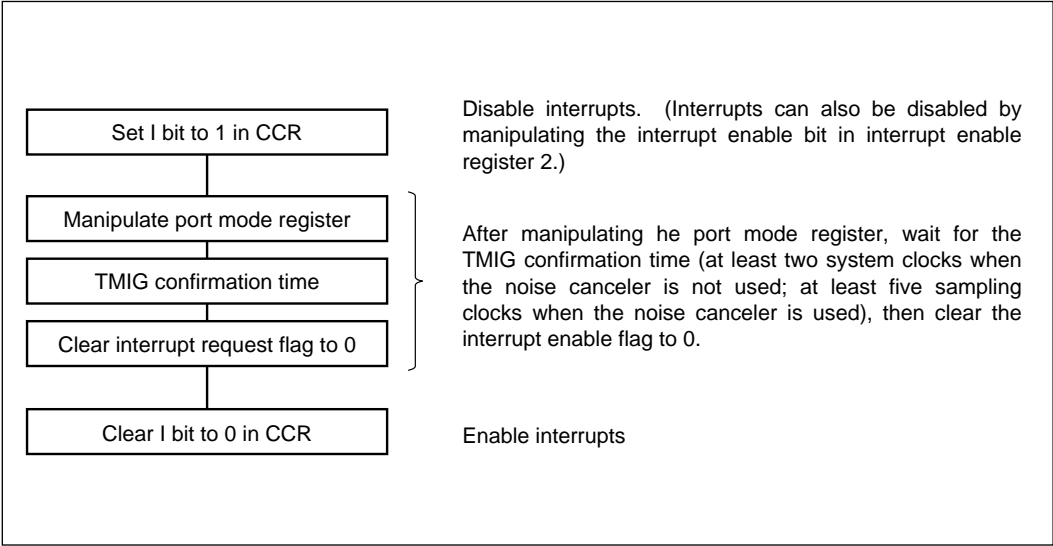 Set I bit to 1 in CCR
Disable interrupts. (Interrupts can also be disabled by
manipulating the interrupt enable bit in interrupt enable
register 2.)
Manipulate port mode register
TMIG confirmation time
Clear interrupt request flag to 0
After manipulating he port mode register, wait for the
TMIG confirmation time (at least two system clocks when
the noise canceler is not used; at least five sampling
clocks when the noise canceler is used), then clear the
interrupt enable flag to 0.
Clear I bit to 0 in CCR
Enable interrupts